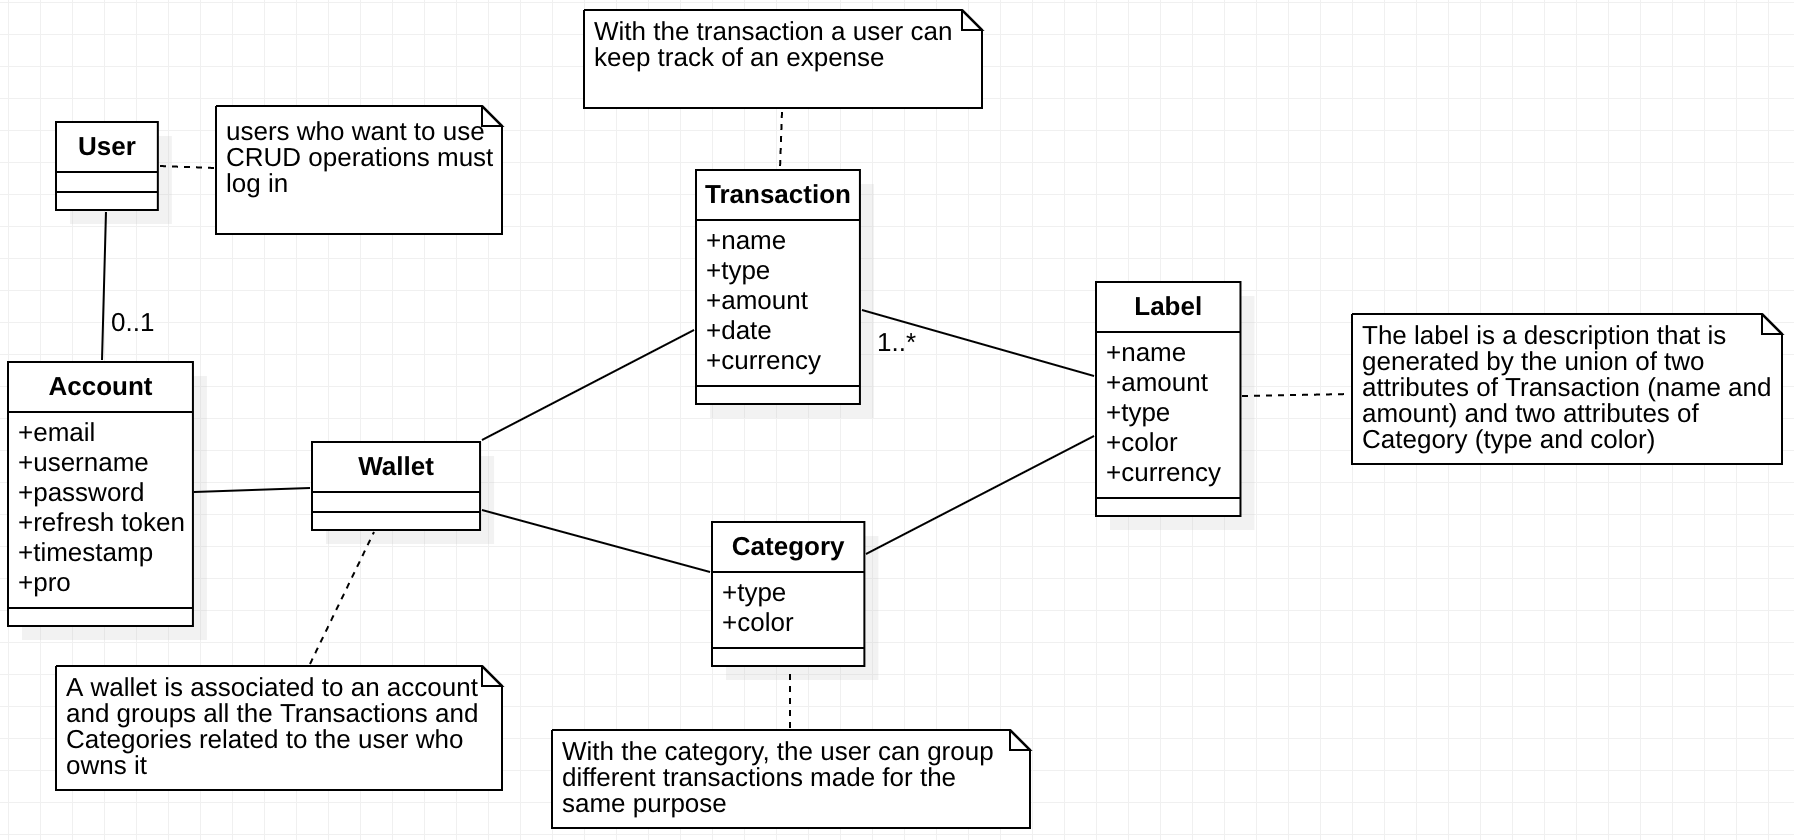 With the transaction a user can
keep track of an expense
User
users who want to use
CRUD operations must
log in
Transaction
+name
+type
+amount
+date
+currency
1..*
Label
+name
+amount
+type
+color
+currency
The label is a description that is
generated by the union of two
attributes of Transaction (name and
amount) and two attributes of
Category (type and color)
0..1
Account
+email
+username
+password
+refresh token
+timestamp
+pro
Wallet
Category
+type
+color
A wallet is associated to an account
and groups all the Transactions and
Categories related to the user who
owns it
With the category, the user can group
different transactions made for the
same purpose